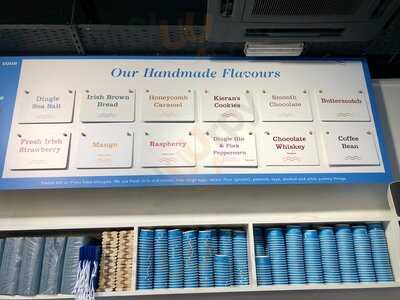 Our Handmade Flavours
Dingle
Sea Salt
Irish Brown
Bread
Honeycomb
Caramel
Kieran's
Cookies
Smooth
Chocolate
Butterscotch
Fresh Irish
Strawberry
Mango
Raspberry
Dingle Gin
& Pink
Peppercorn
Chocolate
Whiskey
Coffee
Bean